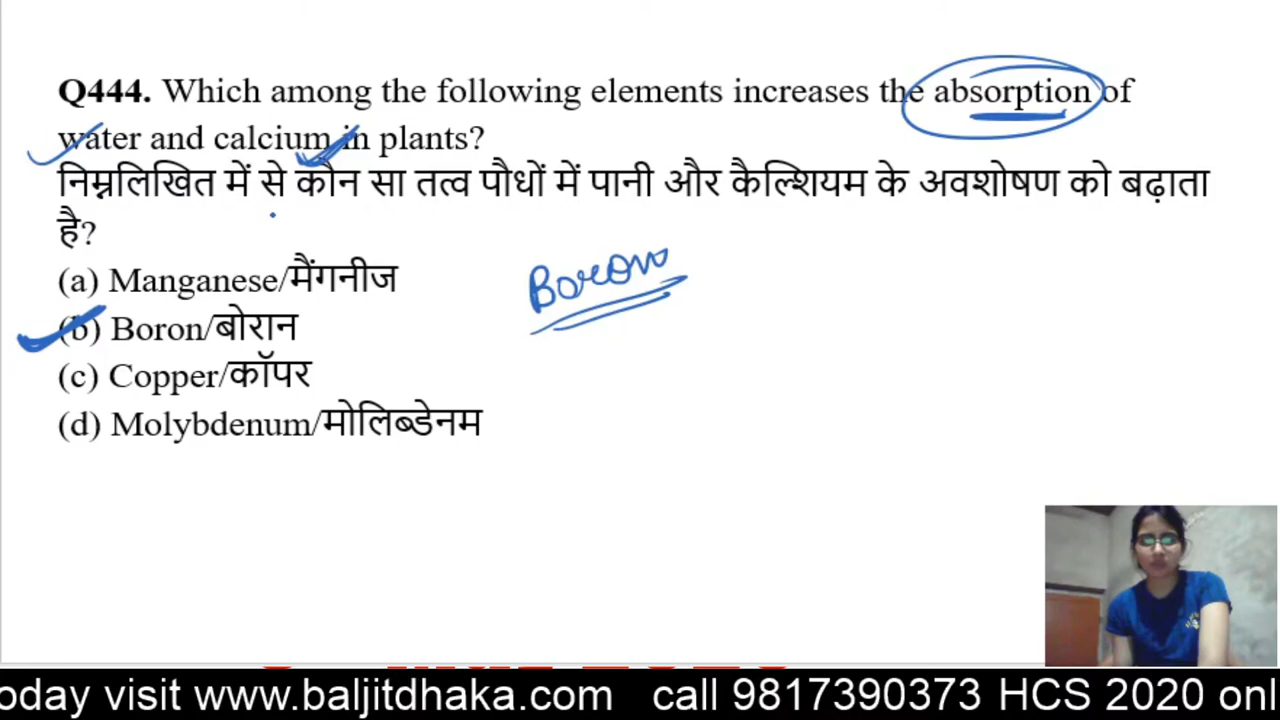 Q444. Which among the following elements increases the absorption of
water and calcium in plants?
निम्नलिखित में से कौन सा तत्व पौधों में पानी और कैल्शियम के अवशोषण को बढ़ाता
है?
(a) Manganese/मैंगनीज
Boron
(b) Boron/बोरान
(c) Copper/कॉपर
(d) Molybdenum/मोलिब्डेनम
oday visit www.baljitdhaka.com call 9817390373 HCS 2020 onl